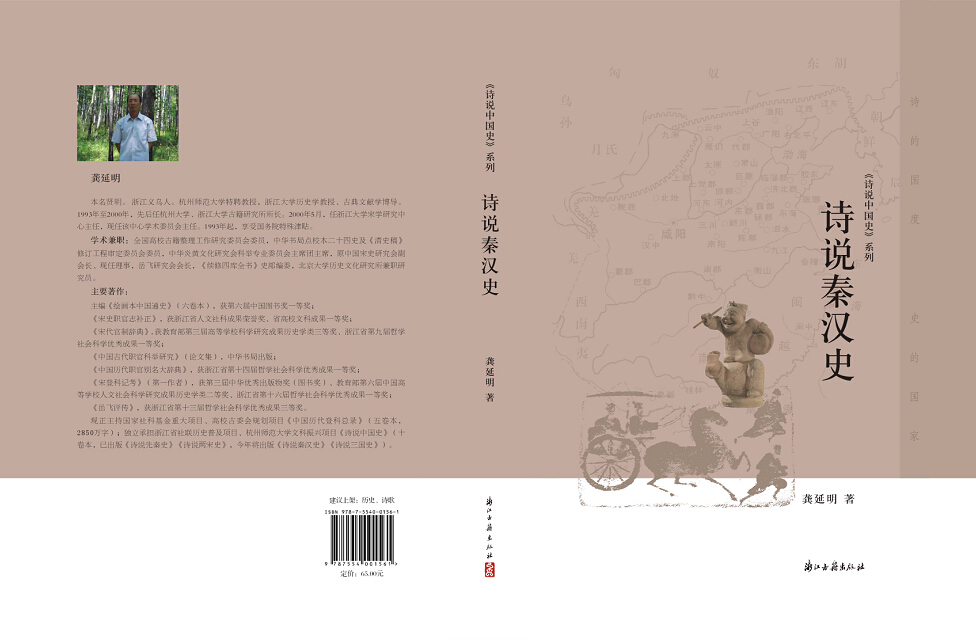 龚延明
本名贤明。浙江义乌人。杭州师范大学特聘教授，浙江大学历史学教授、古典文献学博导。
1993年至2000年，先后任杭州大学、浙江大学古籍研究所所长。2000年5月，任浙江大学宋学研究中
心主任，现任该中心学术委员会主任。1993年起，享受国务院特殊津贴。
学术兼职：全国高校古籍整理工作研究委员会委员，中华书局点校本二十四史及《清史稿》
修订工程审定委员会委员，中华炎黄文化研究会科举专业委员会主席团主席，原中国宋史研究会副
会长、现任理事，岳飞研究会会长，《续修四库全书》史部编委，北京大学历史文化研究所兼职研
究员。
主要著作：
主编《绘画本中国通史》（六卷本），获第六届中国图书奖一等奖；
《宋史职官志补正》，获浙江省人文社科成果荣誉奖、省高校文科成果一等奖；
《宋代官制辞典》，获教育部第三届高等学校科学研究成果历史学类三等奖、浙江省第九届哲学
社会科学优秀成果一等奖；
《中国古代职官科举研究》（论文集），中华书局出版；
《中国历代职官别名大辞典》，获浙江省第十四届哲学社会科学优秀成果一等奖；
《宋登科记考》（第一作者），获第三届中华优秀出版物奖（图书奖）、教育部第六届中国高
等学校人文社会科学研究成果历史学类二等奖、浙江省第十六届哲学社会科学优秀成果一等奖；
《岳飞评传》，获浙江省第十三届哲学社会科学优秀成果三等奖。
现正主持国家社科基金重大项目、高校古委会规划项目《中国历代登科总录》（五卷本，
2850万字）；独立承担浙江省社联历史普及项目、杭州师范大学文科振兴项目《诗说中国史》（十
卷本，已出版《诗说先秦史》《诗说两宋史》，今年将出版《诗说秦汉史》《诗说三国史》）。
建议上架：历史、诗歌
ISBN 978-7-5540-0156-1
9 787554 001561 >
定价：65.00元
《诗说中国史》系列
诗说秦汉史
龚延明 著
浙江古籍出版社
《诗说中国史》系列
诗说秦汉史
龚延明 著
浙江古籍出版社
匈 奴
东 胡
乌孙
月氏
朝鲜
咸阳
西南夷